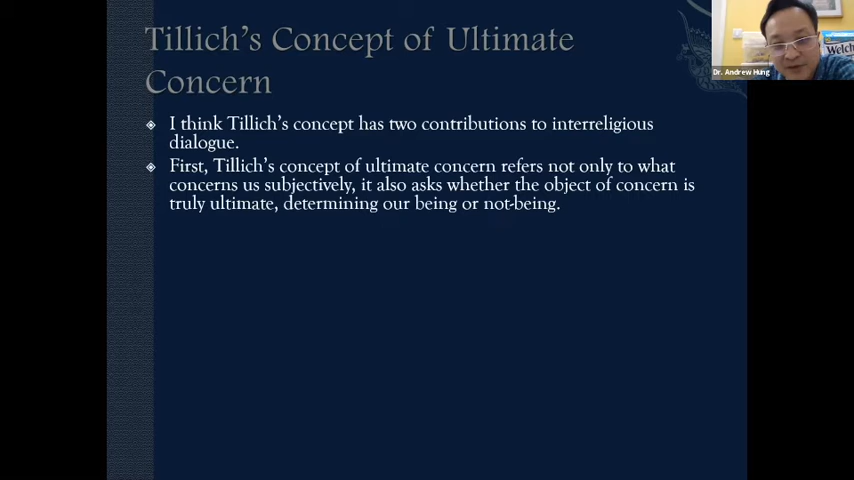 Tillich's Concept of Ultimate
Concern
I think Tillich's concept has two contributions to interreligious
dialogue.
First, Tillich's concept of ultimate concern refers not only to what
concerns us subjectively, it also asks whether the object of concern is
truly ultimate, determining our being or not-being.
Dr. Andrew Hung
Welch